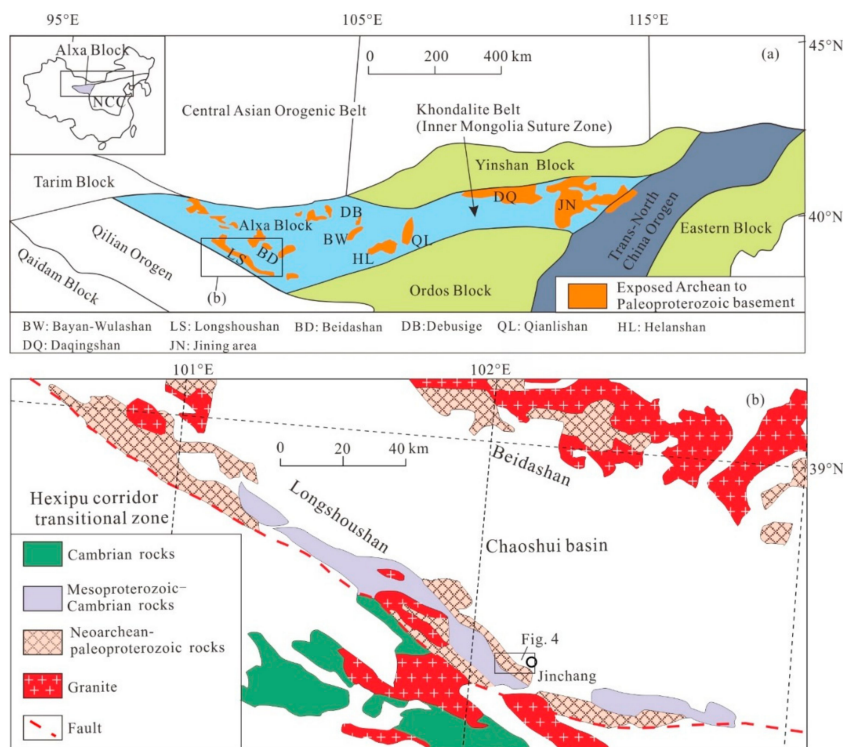 95°E
105°E
115°E
Alxa Block
NCC
0 200 400 km
(a)
45°N
Central Asian Orogenic Belt
Khondalite Belt
(Inner Mongolia Suture Zone)
Yinshan Block
Tarim Block
DB
DQ
JN
Alxa Block
40°N
BW
QL
Trans-North
China Orogen
Eastern Block
Qilian Orogen
LS
BD
HL
Qaidam Block
(b)
Ordos Block
Exposed Archean to
Paleoproterozoic basement
BW: Bayan-Wulashan LS: Longshoushan BD: Beidashan DB:Debusige QL: Qianlishan HL: Helanshan
DQ: Daqingshan JN: Jining area
101°E
102°E
(b)
0 20 40 km
Beidashan
39°N
Hexipu corridor
transitional zone
Longshoushan
Chaoshui basin
Cambrian rocks
Mesoproterozoic-
Cambrian rocks
Neoarchean-
paleoproterozoic rocks
Fig. 4
Jinchang
Granite
Fault